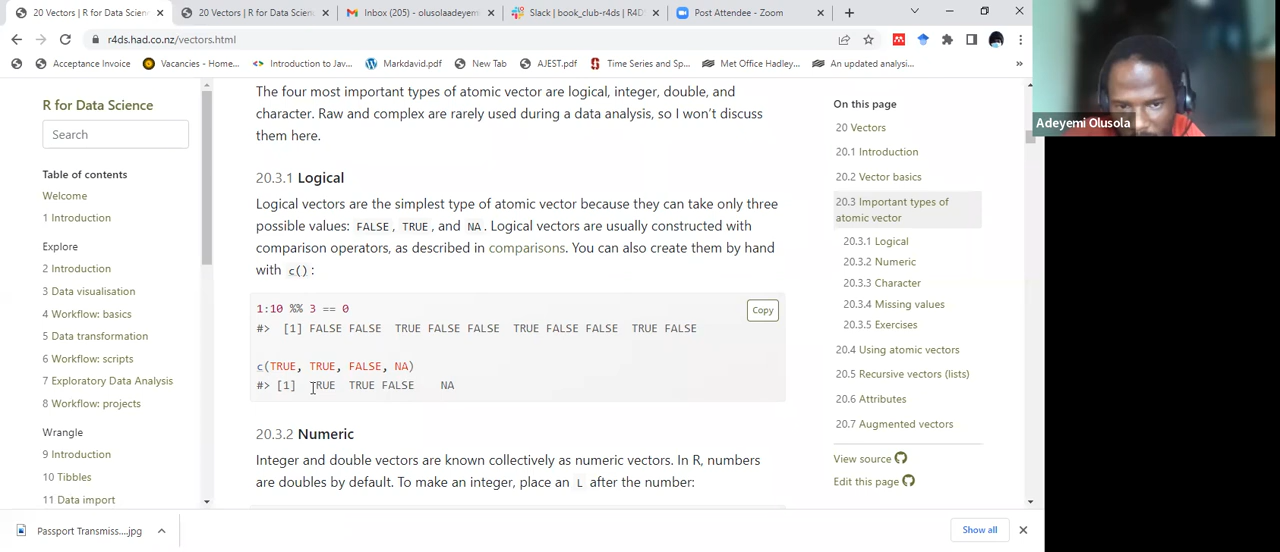 20 Vectors | R for Data Science
20 Vectors | R for Data Scienc
Inbox (205) - olusolaadeyem
Slack | book_club-r4ds | R4D
Post Attendee - Zoom
r4ds.had.co.nz/vectors.html
Acceptance Invoice
Vacancies - Home...
Introduction to Jav...
Markdavid.pdf
New Tab
AJEST.pdf
Time Series and Sp...
Met Office Hadley...
An updated analysi...
»
R for Data Science
Search
Table of contents
Welcome
1 Introduction
Explore
2 Introduction
3 Data visualisation
4 Workflow: basics
5 Data transformation
6 Workflow: scripts
7 Exploratory Data Analysis
8 Workflow: projects
Wrangle
9 Introduction
10 Tibbles
11 Data import
The four most important types of atomic vector are logical, integer, double, and
character. Raw and complex are rarely used during a data analysis, so I won't discuss
them here.
20.3.1 Logical
Logical vectors are the simplest type of atomic vector because they can take only three
possible values: FALSE, TRUE, and NA. Logical vectors are usually constructed with
comparison operators, as described in comparisons. You can also create them by hand
with c():
Copy
1:10 %% 3 == 0
#> [1] FALSE FALSE TRUE FALSE FALSE TRUE FALSE FALSE TRUE FALSE
c(TRUE, TRUE, FALSE, NA)
#> [1] TRUE TRUE FALSE NA
20.3.2 Numeric
Integer and double vectors are known collectively as numeric vectors. In R, numbers
are doubles by default. To make an integer, place an L after the number:
On this page
20 Vectors
20.1 Introduction
20.2 Vector basics
20.3 Important types of
atomic vector
20.3.1 Logical
20.3.2 Numeric
20.3.3 Character
20.3.4 Missing values
20.3.5 Exercises
20.4 Using atomic vectors
20.5 Recursive vectors (lists)
20.6 Attributes
20.7 Augmented vectors
View source
Edit this page
Adeyemi Olusola
Passport Transmiss....jpg
Show all